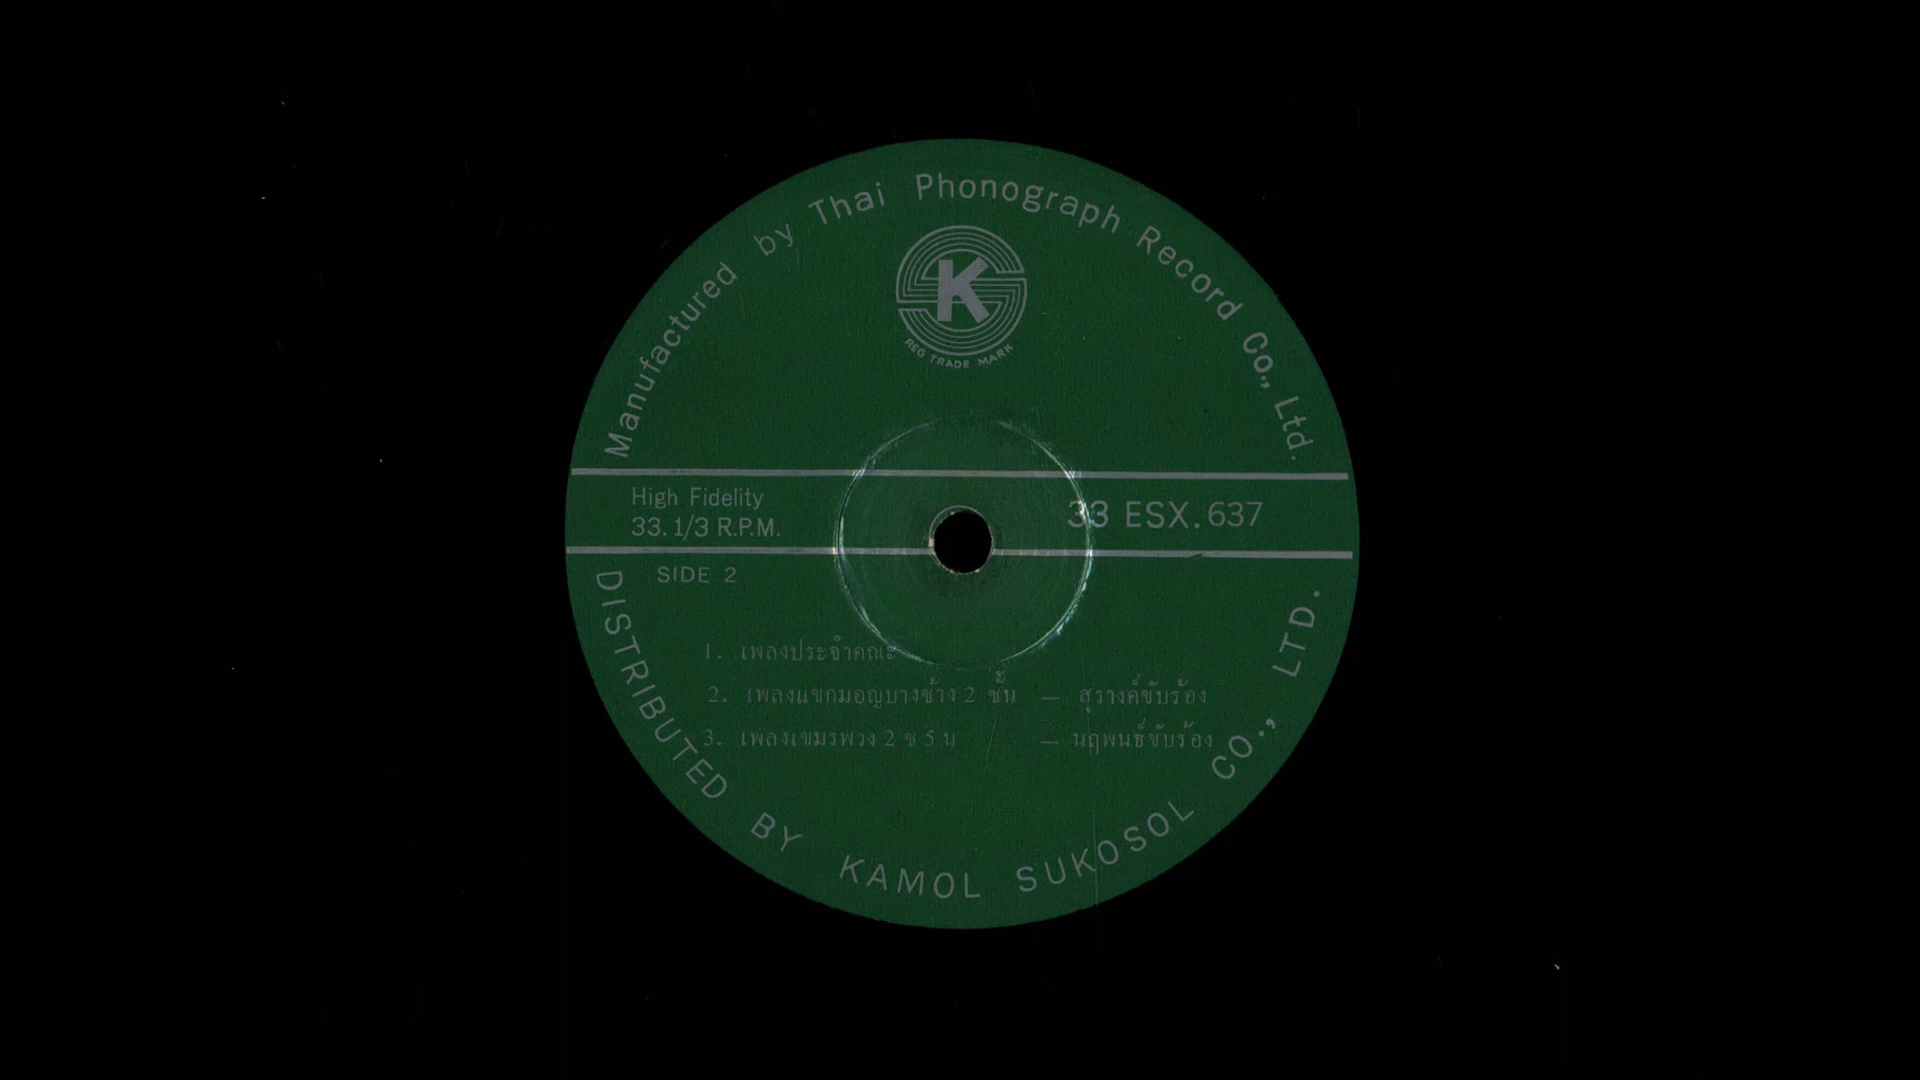 Manufactured by Thai Phonograph Record Co., Ltd.
K
REG TRADE MARK
High Fidelity
33.1/3 R.P.M.
33 ESX.637
SIDE 2
1. เพลงประจำคณะ
2. เพลงแขกมอญบางช้าง 2 ชั้น — สุรางค์ขับร้อง
3. เพลงเขมรพวง 2 ช 5 น — นฤพนธ์ขับร้อง
DISTRIBUTED BY KAMOL SUKOSOL CO., LTD.